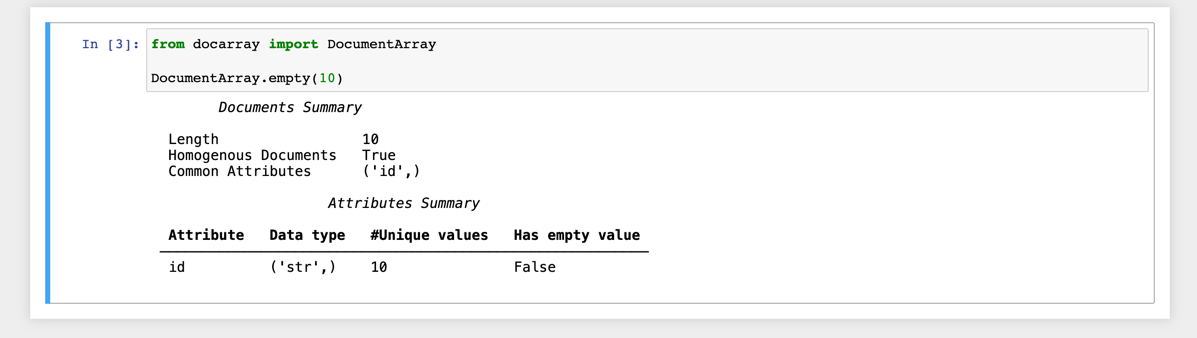 In [3]: from docarray import DocumentArray
DocumentArray.empty(10)
Documents Summary
Length 10
Homogenous Documents True
Common Attributes ('id',)
Attributes Summary
Attribute Data type #Unique values Has empty value
id ('str',) 10 False